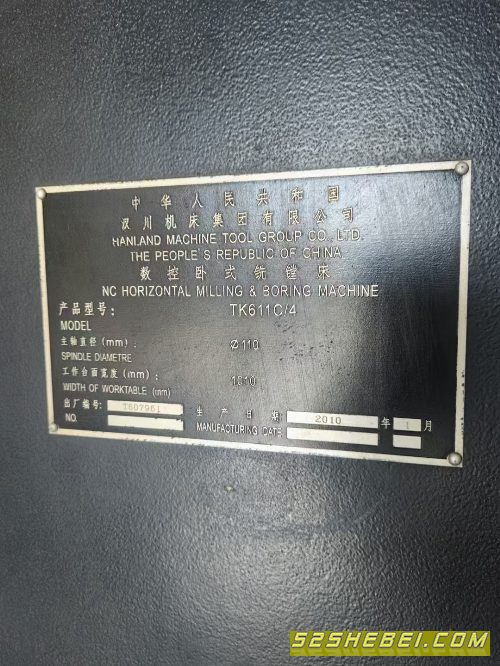 中华人民共和国
汉川机床集团有限公司
HANLAND MACHINE TOOL GROUP CO., LTD.
THE PEOPLE'S REPUBLIC OF CHINA
数控卧式铣镗床
NC HORIZONTAL MILLING & BORING MACHINE
产品型号: TK611C/4
MODEL
主轴直径(mm): Ø110
SPINDLE DIAMETRE
工作台面宽度(mm):
WIDTH OF WORKTABLE (mm)
出厂编号: 生产日期 2010 年 1 月
NO. MANUFACTURING DATE
52SHEBEI.COM